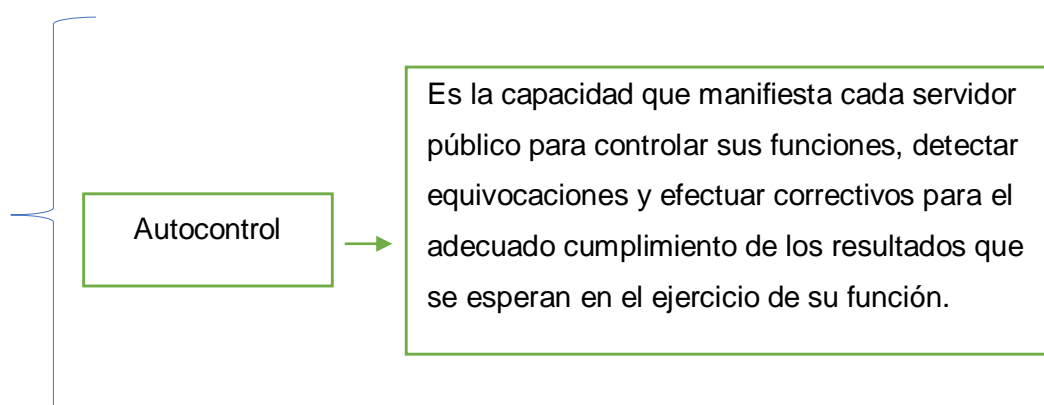 Autocontrol
Es la capacidad que manifiesta cada servidor
público para controlar sus funciones, detectar
equivocaciones y efectuar correctivos para el
adecuado cumplimiento de los resultados que
se esperan en el ejercicio de su función.